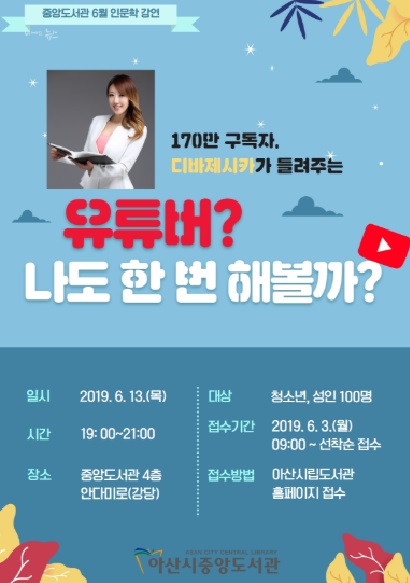 중앙도서관 6월 인문학 강연
170만 구독자,
디바제시카가 들려주는
유튜버?
나도 한 번 해볼까?
일시 2019. 6. 13.(목)
시간 19: 00~21:00
장소 중앙도서관 4층
안다미로(강당)
대상 청소년, 성인 100명
접수기간 2019. 6. 3.(월)
09:00 ~ 선착순 접수
접수방법 아산시립도서관
홈페이지 접수
ASAN CITY CENTRAL LIBRARY
아산시중앙도서관